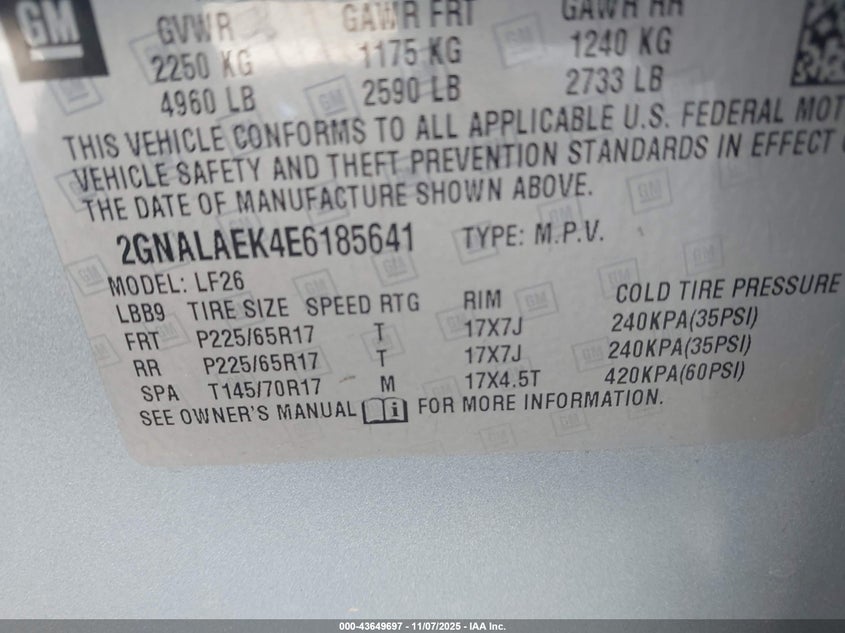 GM
GVWR GAWR FRT GAWR RR
2250 KG 1175 KG 1240 KG
4960 LB 2590 LB 2733 LB
THIS VEHICLE CONFORMS TO ALL APPLICABLE U.S. FEDERAL MOT
VEHICLE SAFETY AND THEFT PREVENTION STANDARDS IN EFFECT
THE DATE OF MANUFACTURE SHOWN ABOVE.
2GNALAEK4E6185641 TYPE: M.P.V.
MODEL: LF26
LBB9 TIRE SIZE SPEED RTG RIM COLD TIRE PRESSURE
FRT P225/65R17 T 17X7J 240KPA(35PSI)
RR P225/65R17 T 17X7J 240KPA(35PSI)
SPA T145/70R17 M 17X4.5T 420KPA(60PSI)
SEE OWNER'S MANUAL FOR MORE INFORMATION.
000-43649697 - 11/07/2025 - IAA Inc.